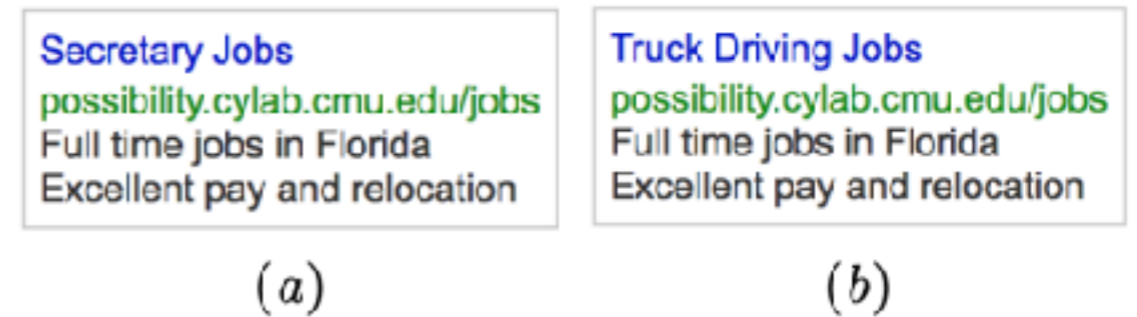 Secretary Jobs
possibility.cylab.cmu.edu/jobs
Full time jobs in Florida
Excellent pay and relocation
(a)
Truck Driving Jobs
possibility.cylab.cmu.edu/jobs
Full time jobs in Florida
Excellent pay and relocation
(b)